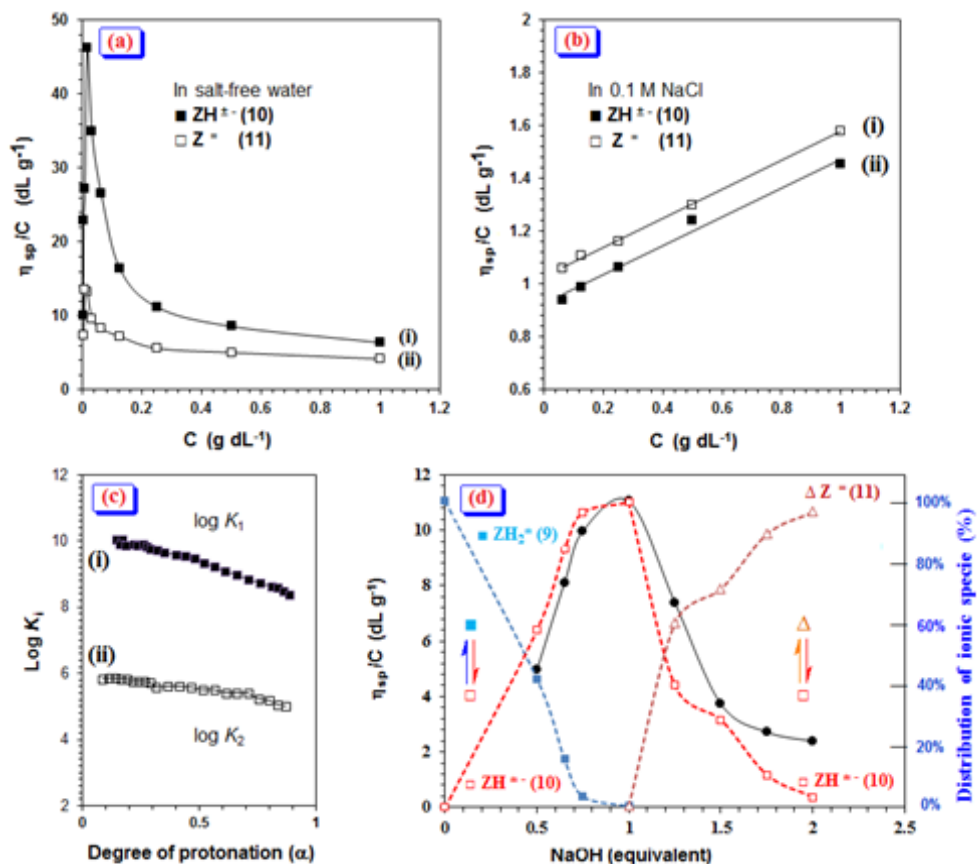 (a)
In salt-free water
■ ZH ± - (10)
□ Z = (11)
(i)
(ii)
50
40
30
20
10
0
η sp /C (dL g-1)
0 0.2 0.4 0.6 0.8 1 1.2
C (g dL-1)
(b)
In 0.1 M NaCl
■ ZH ± - (10)
□ Z = (11)
(i)
(ii)
2
1.8
1.6
1.4
1.2
1
0.8
0.6
η sp /C (dL g-1)
0 0.2 0.4 0.6 0.8 1 1.2
C (g dL-1)
(c)
log K1
(i)
(ii)
log K2
12
10
8
6
4
2
Log Ki
0 0.5 1
Degree of protonation (α)
(d)
Z = (11)
ZH2± (9)
ZH ± - (10)
ZH ± - (10)
12
10
8
6
4
2
0
η sp /C (dL g-1)
100%
80%
60%
40%
20%
0%
Distribution of ionic specie (%)
0 0.5 1 1.5 2 2.5
NaOH (equivalent)